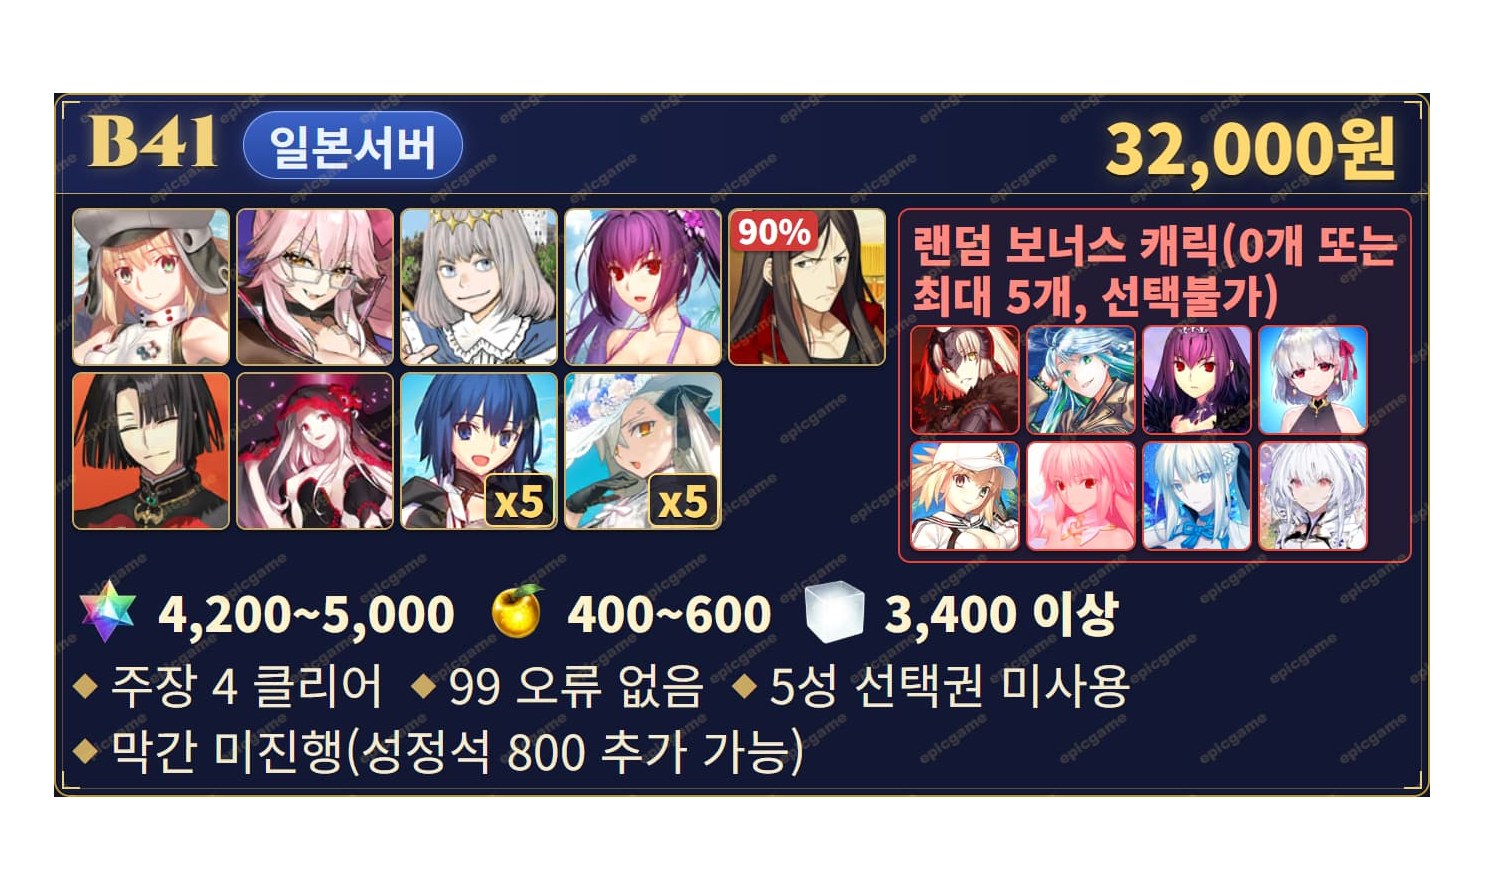 B41 일본서버 32,000원
90%
랜덤 보너스 캐릭(0개 또는
최대 5개, 선택불가)
x5 x5
4,200~5,000 400~600 3,400 이상
◆ 주장 4 클리어 ◆ 99 오류 없음 ◆ 5성 선택권 미사용
◆ 막간 미진행(성정석 800 추가 가능)
epicgame